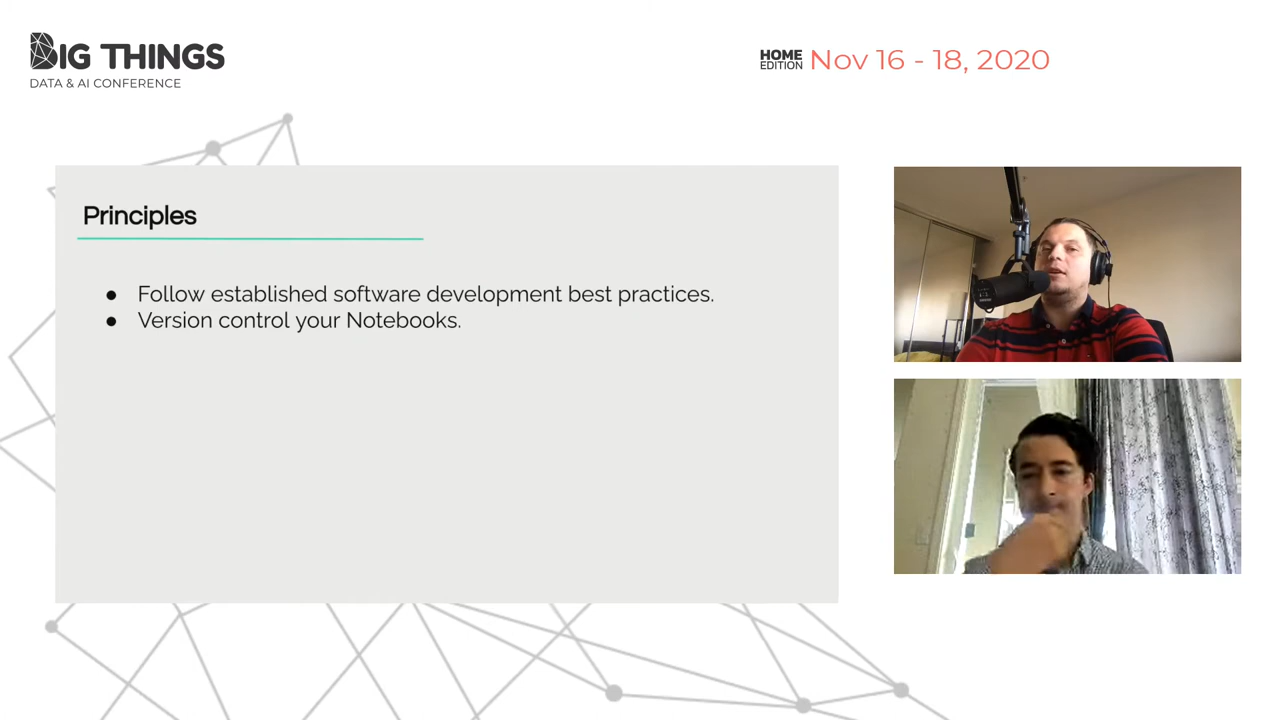 BIG THINGS
DATA & AI CONFERENCE
HOME
EDITION
Nov 16 - 18, 2020
Principles
● Follow established software development best practices.
● Version control your Notebooks.